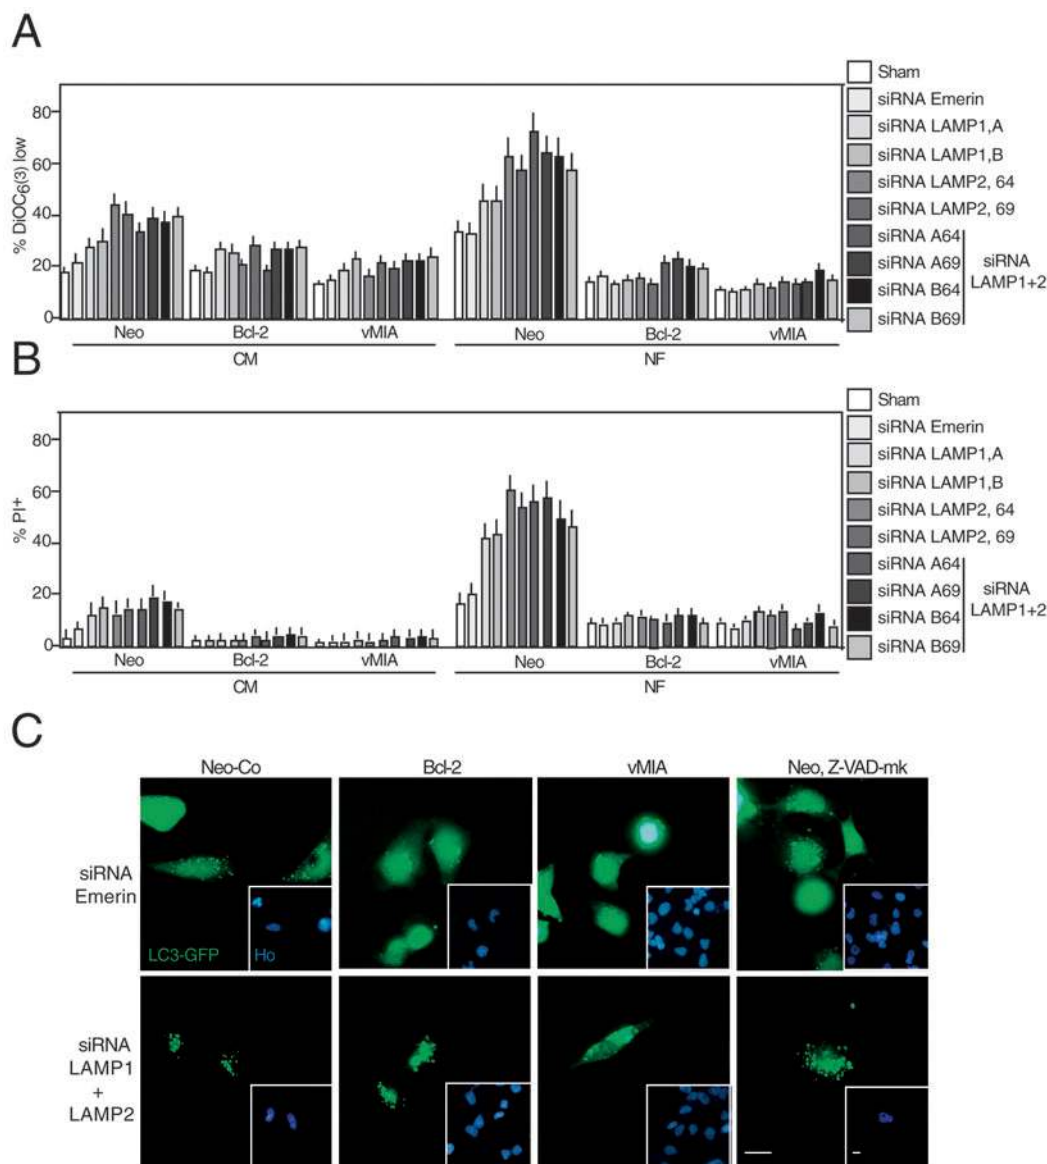 A
% DiOC6(3) low
80
60
40
20
0
Neo Bcl-2 vMIA Neo Bcl-2 vMIA
CM NF
Sham
siRNA Emerin
siRNA LAMP1,A
siRNA LAMP1,B
siRNA LAMP2, 64
siRNA LAMP2, 69
siRNA A64
siRNA A69
siRNA B64
siRNA B69
siRNA
LAMP1+2
B
% PI+
80
60
40
20
0
Neo Bcl-2 vMIA Neo Bcl-2 vMIA
CM NF
Sham
siRNA Emerin
siRNA LAMP1,A
siRNA LAMP1,B
siRNA LAMP2, 64
siRNA LAMP2, 69
siRNA A64
siRNA A69
siRNA B64
siRNA B69
siRNA
LAMP1+2
C
Neo-Co Bcl-2 vMIA Neo, Z-VAD-mk
siRNA
Emerin
LC3-GFP Ho
siRNA
LAMP1
+
LAMP2